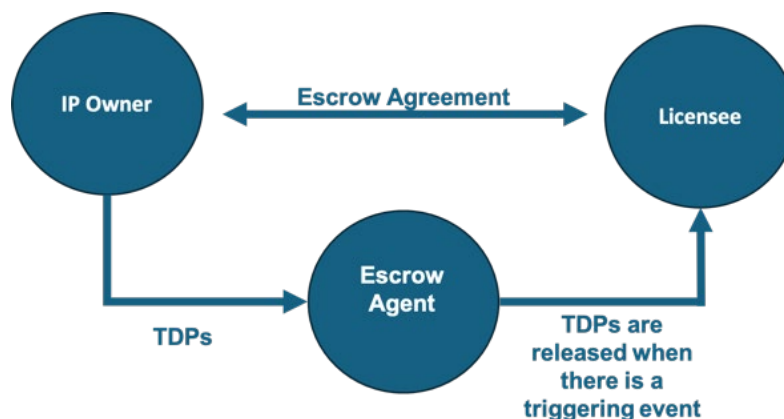 IP Owner
Escrow Agreement
Licensee
Escrow
Agent
TDPs
TDPs are
released when
there is a
triggering event